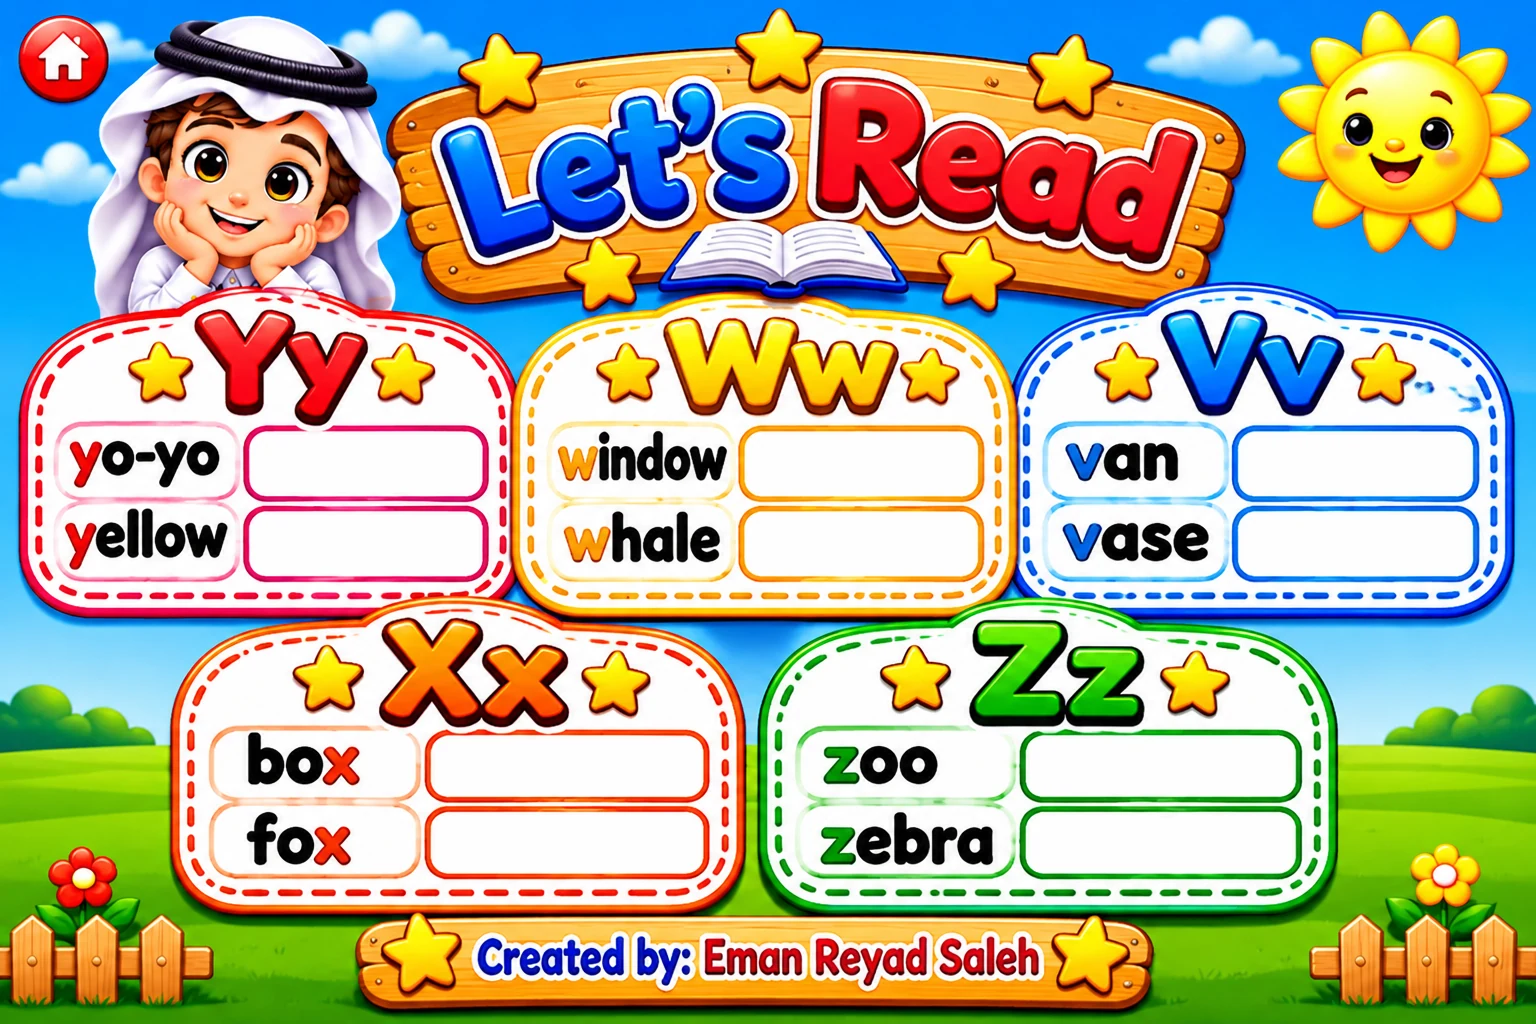 Let's Read
Yy
yo-yo
yellow
Ww
window
whale
Vv
van
vase
Xx
box
fox
Zz
zoo
zebra
Created by: Eman Reyad Saleh